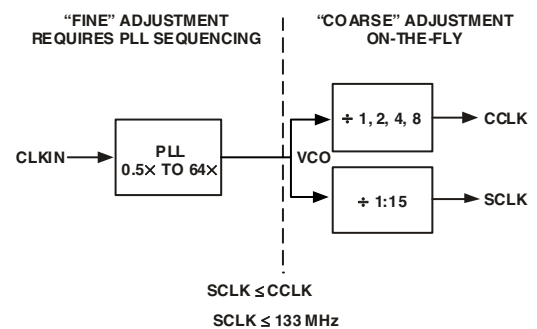 “FINE” ADJUSTMENT
REQUIRES PLL SEQUENCING
“COARSE” ADJUSTMENT
ON-THE-FLY
CLKIN
PLL
0.5× TO 64×
VCO
÷ 1, 2, 4, 8
CCLK
÷ 1:15
SCLK
SCLK ≤ CCLK
SCLK ≤ 133 MHz